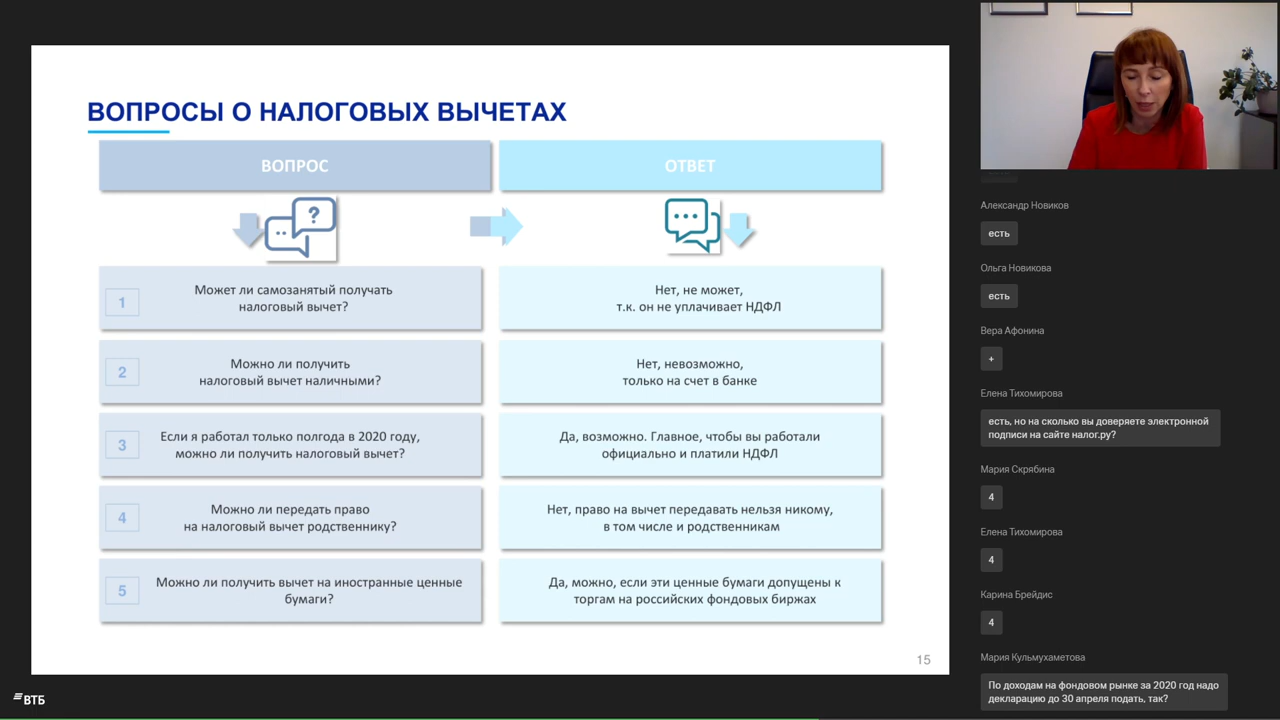 ВОПРОСЫ О НАЛОГОВЫХ ВЫЧЕТАХ
ВОПРОС
ОТВЕТ
1
Может ли самозанятый получать
налоговый вычет?
Нет, не может,
т.к. он не уплачивает НДФЛ
2
Можно ли получить
налоговый вычет наличными?
Нет, невозможно,
только на счет в банке
3
Если я работал только полгода в 2020 году,
можно ли получить налоговый вычет?
Да, возможно. Главное, чтобы вы работали
официально и платили НДФЛ
4
Можно ли передать право
на налоговый вычет родственнику?
Нет, право на вычет передавать нельзя никому,
в том числе и родственникам
5
Можно ли получить вычет на иностранные ценные
бумаги?
Да, можно, если эти ценные бумаги допущены к
торгам на российских фондовых биржах
15
ВТБ
Александр Новиков
есть
Ольга Новикова
есть
Вера Афонина
+
Елена Тихомирова
есть, но на сколько вы доверяете электронной
подписи на сайте налог.ру?
Мария Скрябина
4
Елена Тихомирова
4
Карина Брейдис
4
Мария Кульмухаметова
По доходам на фондовом рынке за 2020 год надо
декларацию до 30 апреля подать, так?